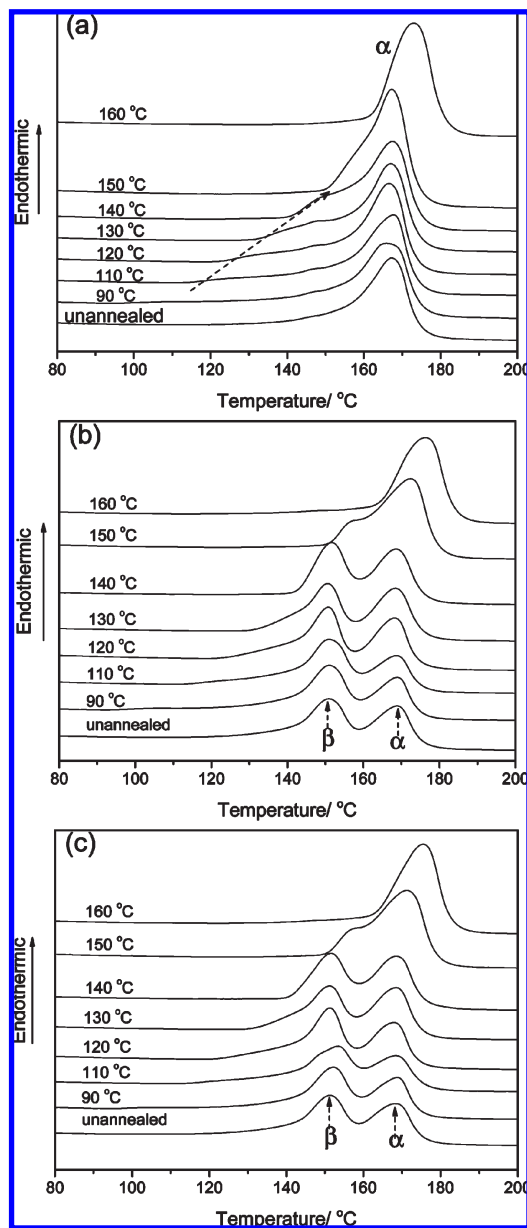 (a)
α
160 °C
150 °C
140 °C
130 °C
120 °C
110 °C
90 °C
unannealed
Endothermic
80 100 120 140 160 180 200
Temperature/ °C
(b)
160 °C
150 °C
140 °C
130 °C
120 °C
110 °C
90 °C
unannealed
β α
Endothermic
80 100 120 140 160 180 200
Temperature/ °C
(c)
160 °C
150 °C
140 °C
130 °C
120 °C
110 °C
90 °C
unannealed
β α
Endothermic
80 100 120 140 160 180 200
Temperature/ °C